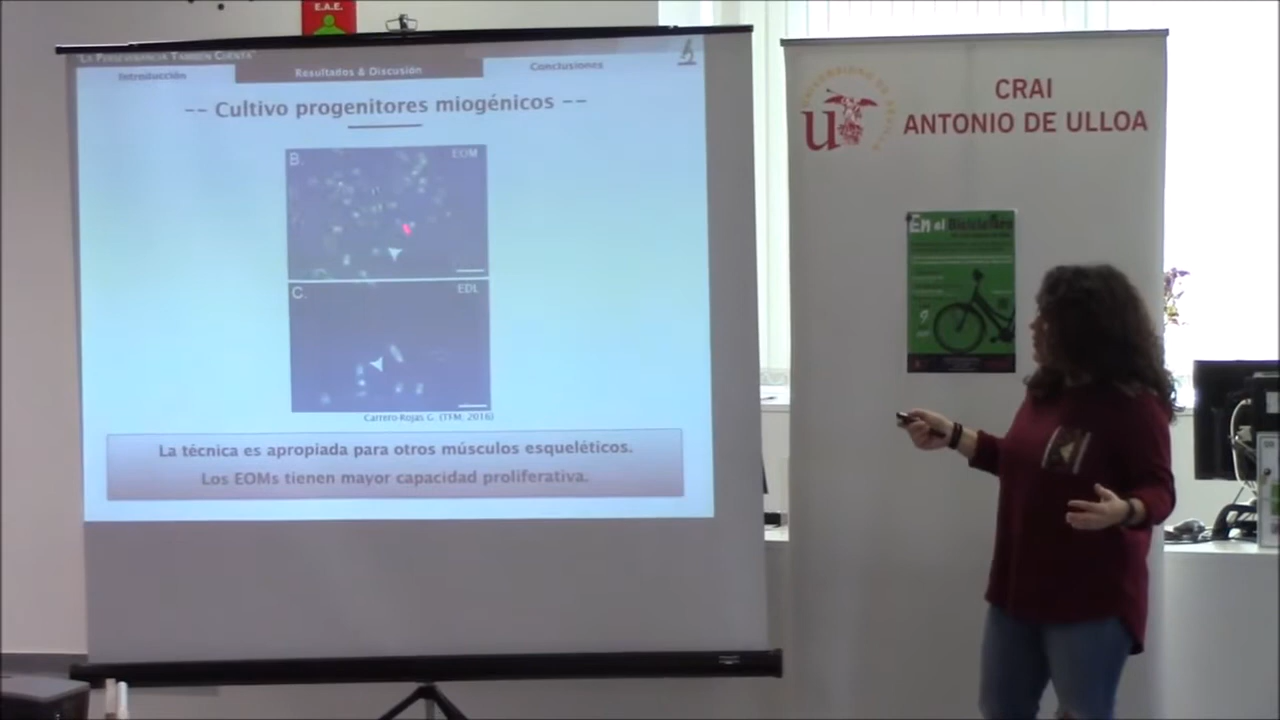 E.A.E.
"LA PERSEVERANCIA TAMBIÉN CUENTA"
Introducción
Resultados & Discusión
Conclusiones
-- Cultivo progenitores miogénicos --
B.
EOM
C.
EDL
Carrero-Rojas G. (TFM; 2016)
La técnica es apropiada para otros músculos esqueléticos.
Los EOMs tienen mayor capacidad proliferativa.
CRAI
ANTONIO DE ULLOA
En el
9